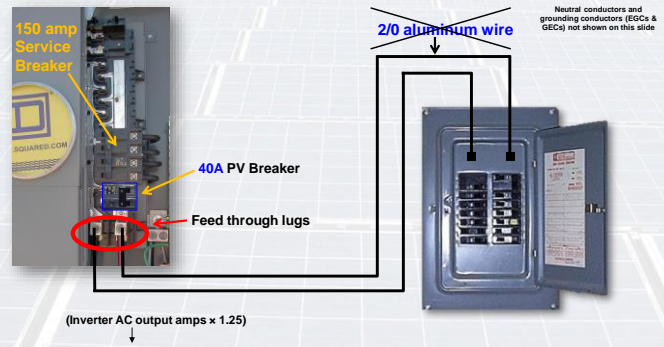 150 amp
Service
Breaker
2/0 aluminum wire
Neutral conductors and
grounding conductors (EGCs &
GECs) not shown on this slide
SQUARED.COM
40A PV Breaker
Feed through lugs
(Inverter AC output amps × 1.25)